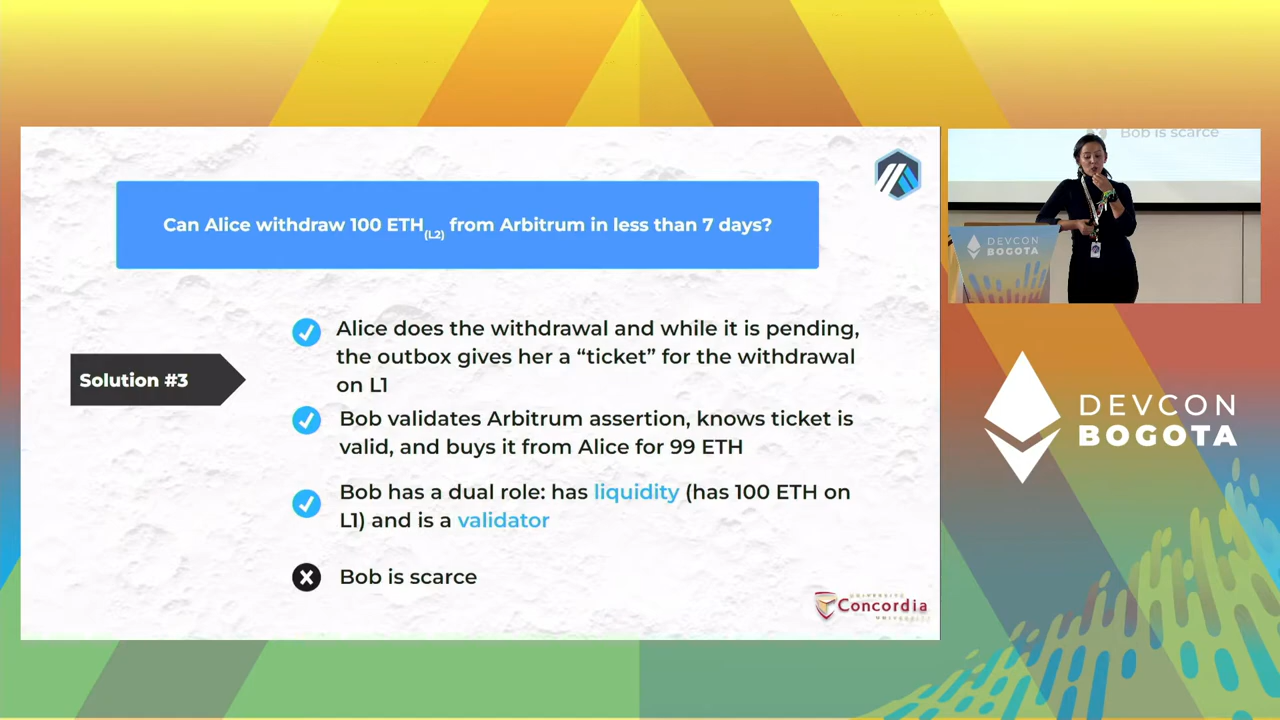 Can Alice withdraw 100 ETH(L2) from Arbitrum in less than 7 days?
Solution #3
Alice does the withdrawal and while it is pending,
the outbox gives her a “ticket” for the withdrawal
on L1
Bob validates Arbitrum assertion, knows ticket is
valid, and buys it from Alice for 99 ETH
Bob has a dual role: has liquidity (has 100 ETH on
L1) and is a validator
Bob is scarce
UNIVERSITÉ
Concordia
UNIVERSITY
Bob is scarce
DEVCON
BOGOTA
DEVCON
BOGOTA